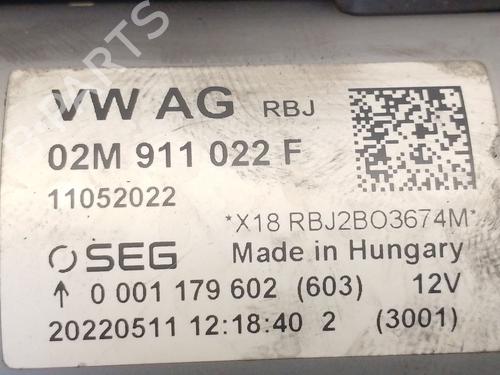 VW AG RBJ
02M 911 022 F
11052022
*X18 RBJ2BO3674M*
SEG Made in Hungary
↑ 0 001 179 602 (603) 12V
20220511 12:18:40 2 (3001)